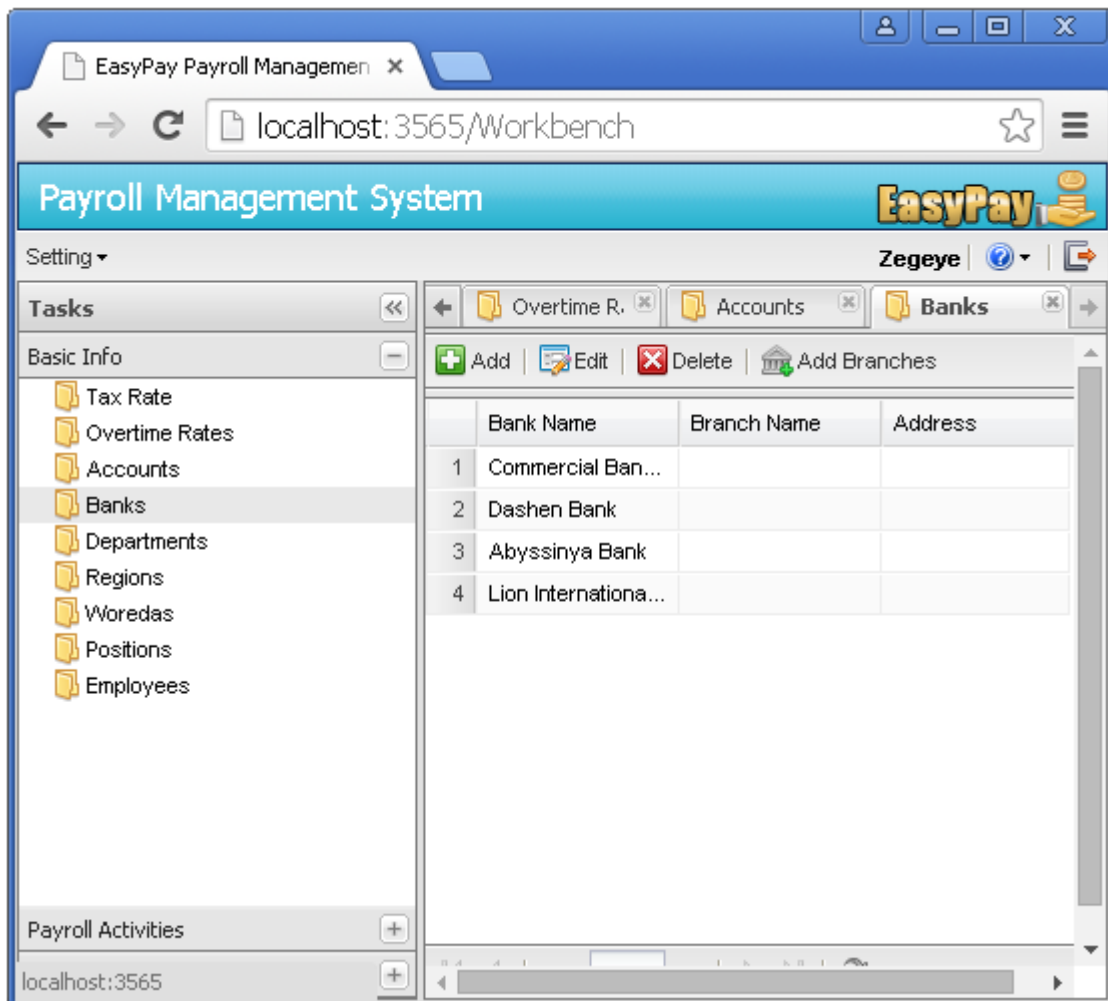 EasyPay Payroll Managemen
localhost:3565/Workbench
Payroll Management System
EasyPay
Setting
Zegeye
Tasks
Overtime R.
Accounts
Banks
Basic Info
Add
Edit
Delete
Add Branches
Tax Rate
Overtime Rates
Accounts
Banks
Departments
Regions
Woredas
Positions
Employees
Bank Name Branch Name Address
1 Commercial Ban...
2 Dashen Bank
3 Abyssinya Bank
4 Lion Internationa...
Payroll Activities
localhost:3565